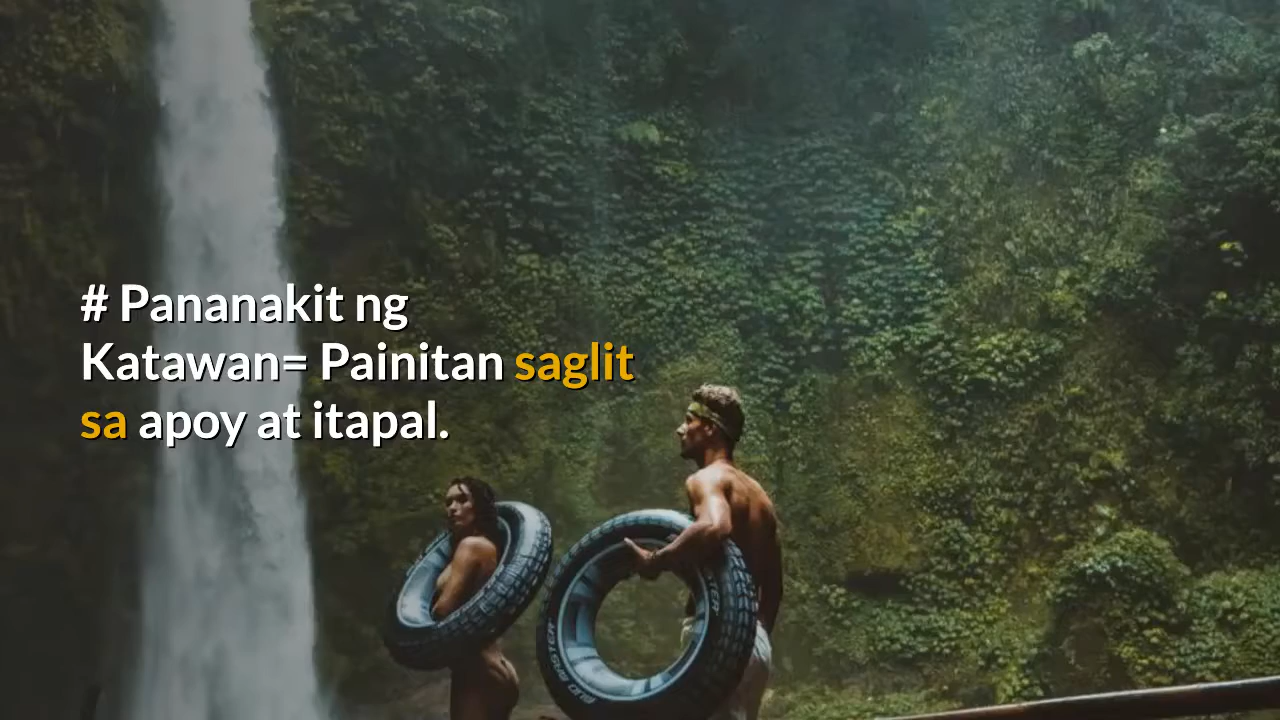 # Pananakit ng
Katawan= Painitan saglit
sa apoy at itapal.